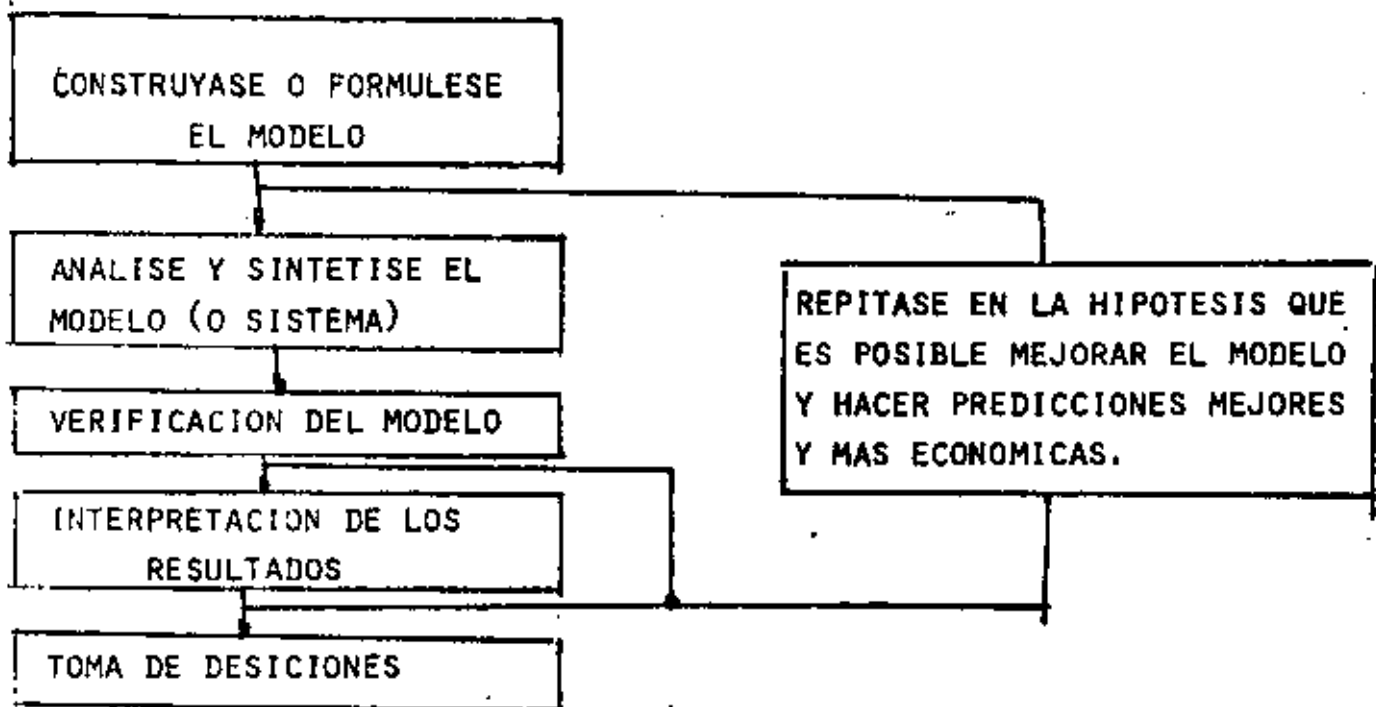 CONSTRUYASE O FORMULESE
EL MODELO
ANALISE Y SINTETISE EL
MODELO (O SISTEMA)
VERIFICACION DEL MODELO
INTERPRETACION DE LOS
RESULTADOS
TOMA DE DESICIONES
REPITASE EN LA HIPOTESIS QUE
ES POSIBLE MEJORAR EL MODELO
Y HACER PREDICCIONES MEJORES
Y MAS ECONOMICAS.